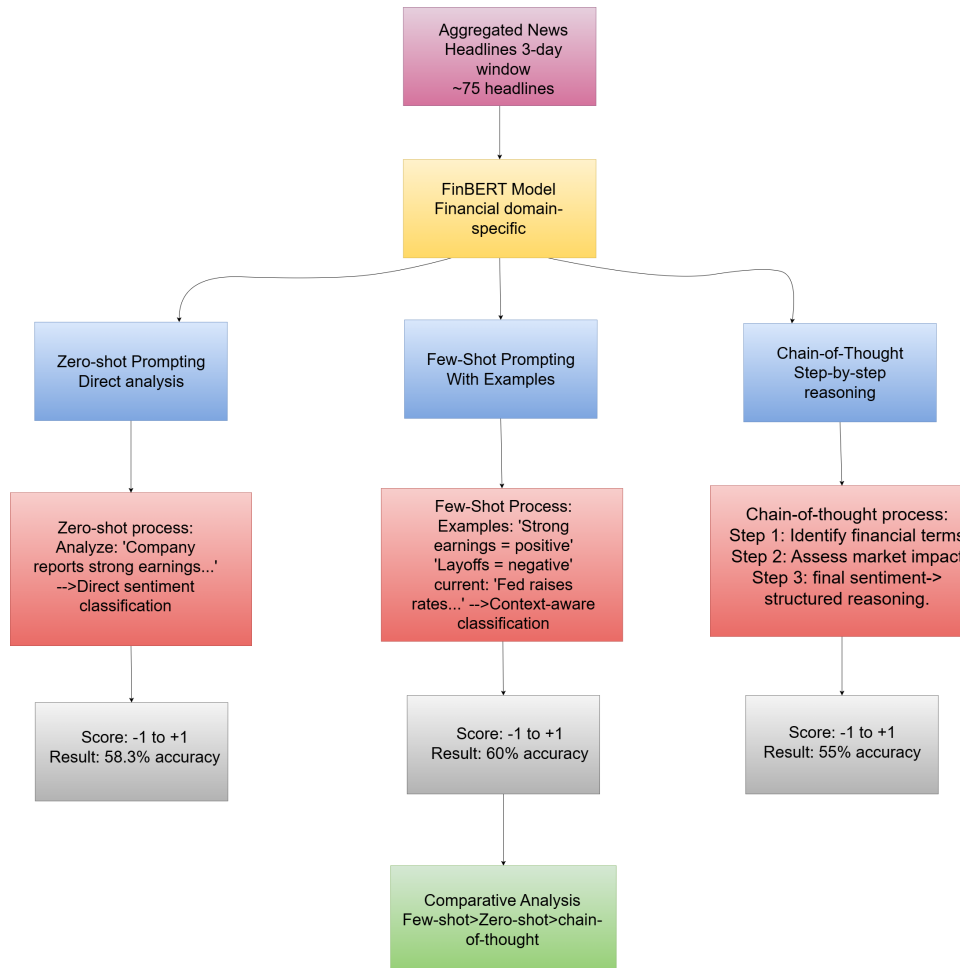 Aggregated News
Headlines 3-day
window
~75 headlines
FinBERT Model
Financial domain-
specific
Zero-shot Prompting
Direct analysis
Few-Shot Prompting
With Examples
Chain-of-Thought
Step-by-step
reasoning
Zero-shot process:
Analyze: 'Company
reports strong earnings...'
-->Direct sentiment
classification
Few-Shot Process:
Examples: 'Strong
earnings = positive'
'Layoffs = negative'
current: 'Fed raises
rates...' -->Context-aware
classification
Chain-of-thought process:
Step 1: Identify financial terms
Step 2: Assess market impact
Step 3: final sentiment->
structured reasoning.
Score: -1 to +1
Result: 58.3% accuracy
Score: -1 to +1
Result: 60% accuracy
Score: -1 to +1
Result: 55% accuracy
Comparative Analysis
Few-shot>Zero-shot>chain-
of-thought